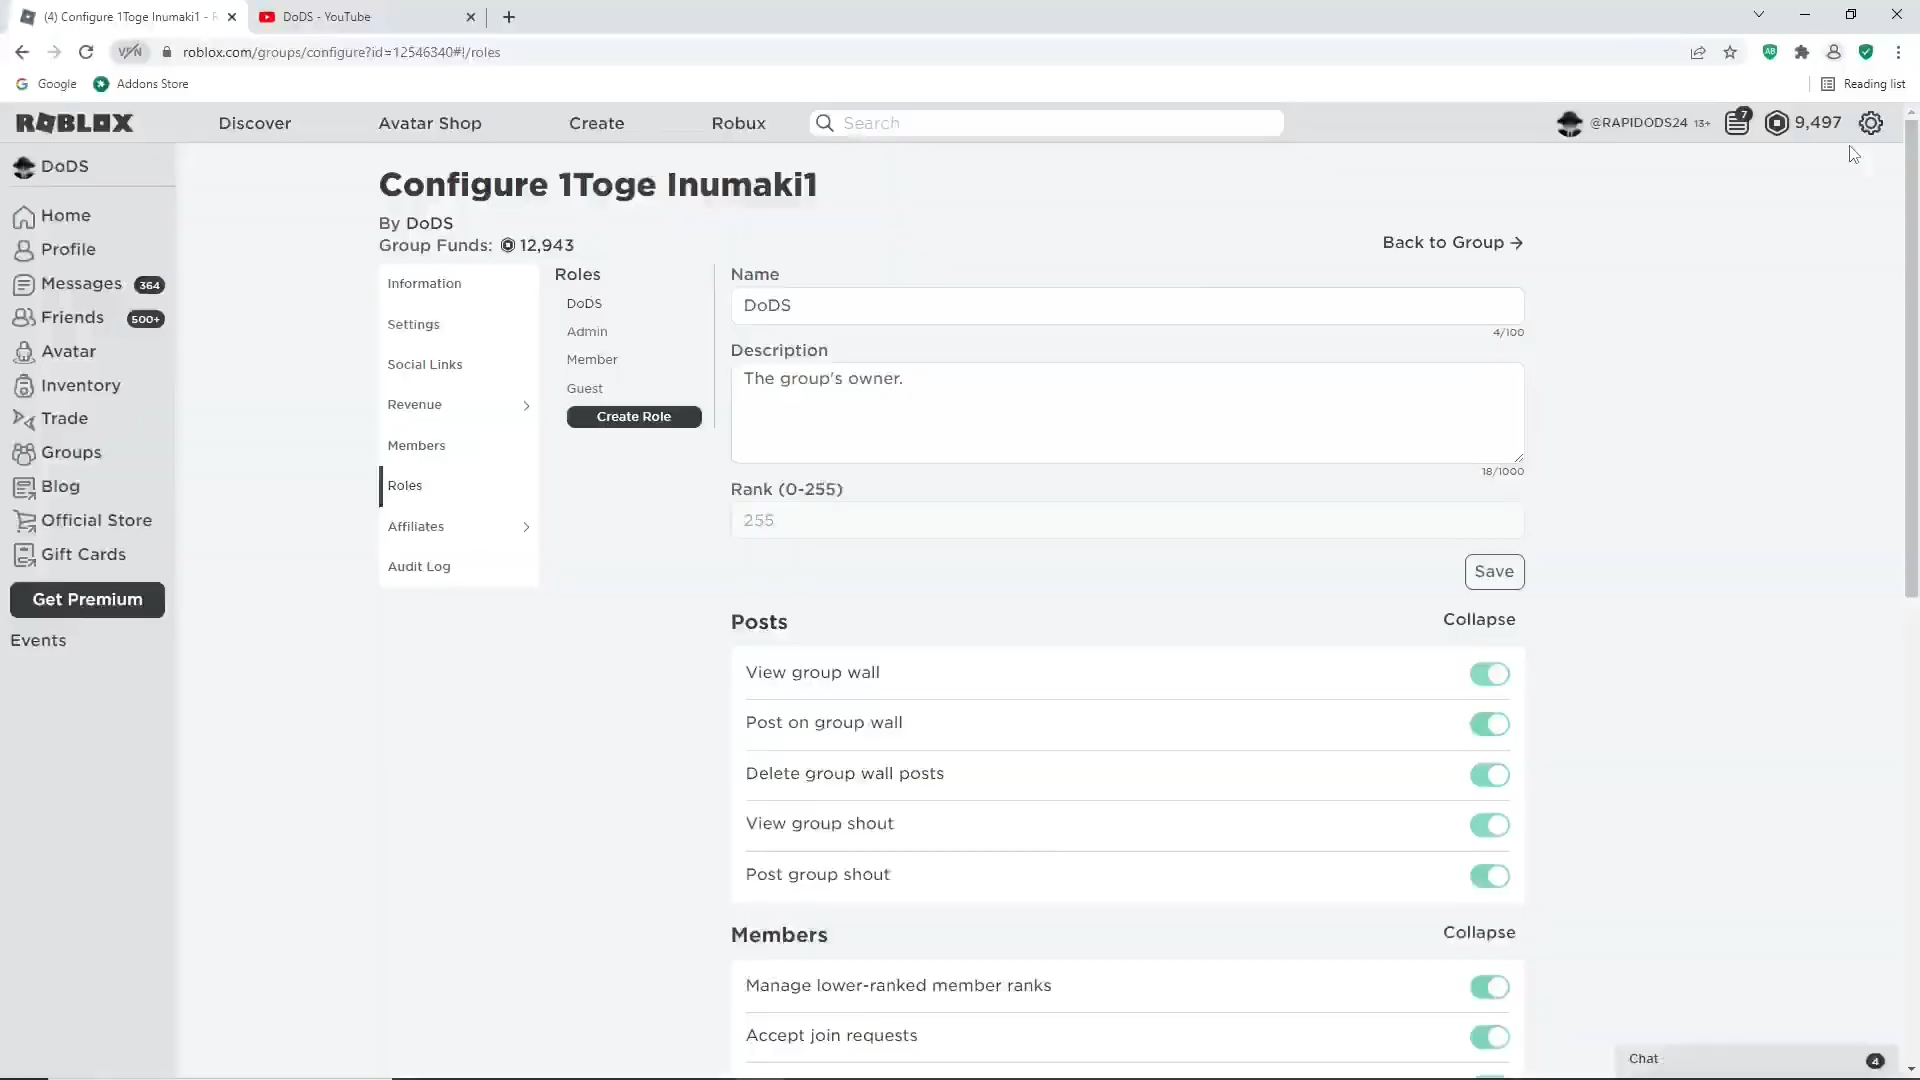 (4) Configure 1Toge Inumaki1 - R
DoDS - YouTube
VPN
roblox.com/groups/configure?id=12546340#!/roles
Google
Addons Store
Reading list
ROBLOX
Discover
Avatar Shop
Create
Robux
Search
@RAPIDODS24 13+
7
9,497
DoDS
Home
Profile
Messages 364
Friends 500+
Avatar
Inventory
Trade
Groups
Blog
Official Store
Gift Cards
Get Premium
Events
Configure 1Toge Inumaki1
By DoDS
Group Funds: 12,943
Back to Group →
Information
Settings
Social Links
Revenue
Members
Roles
Affiliates
Audit Log
Roles
DoDS
Admin
Member
Guest
Create Role
Name
DoDS
4/100
Description
The group's owner.
18/1000
Rank (0-255)
255
Save
Posts
Collapse
View group wall
Post on group wall
Delete group wall posts
View group shout
Post group shout
Members
Collapse
Manage lower-ranked member ranks
Accept join requests
Chat
4